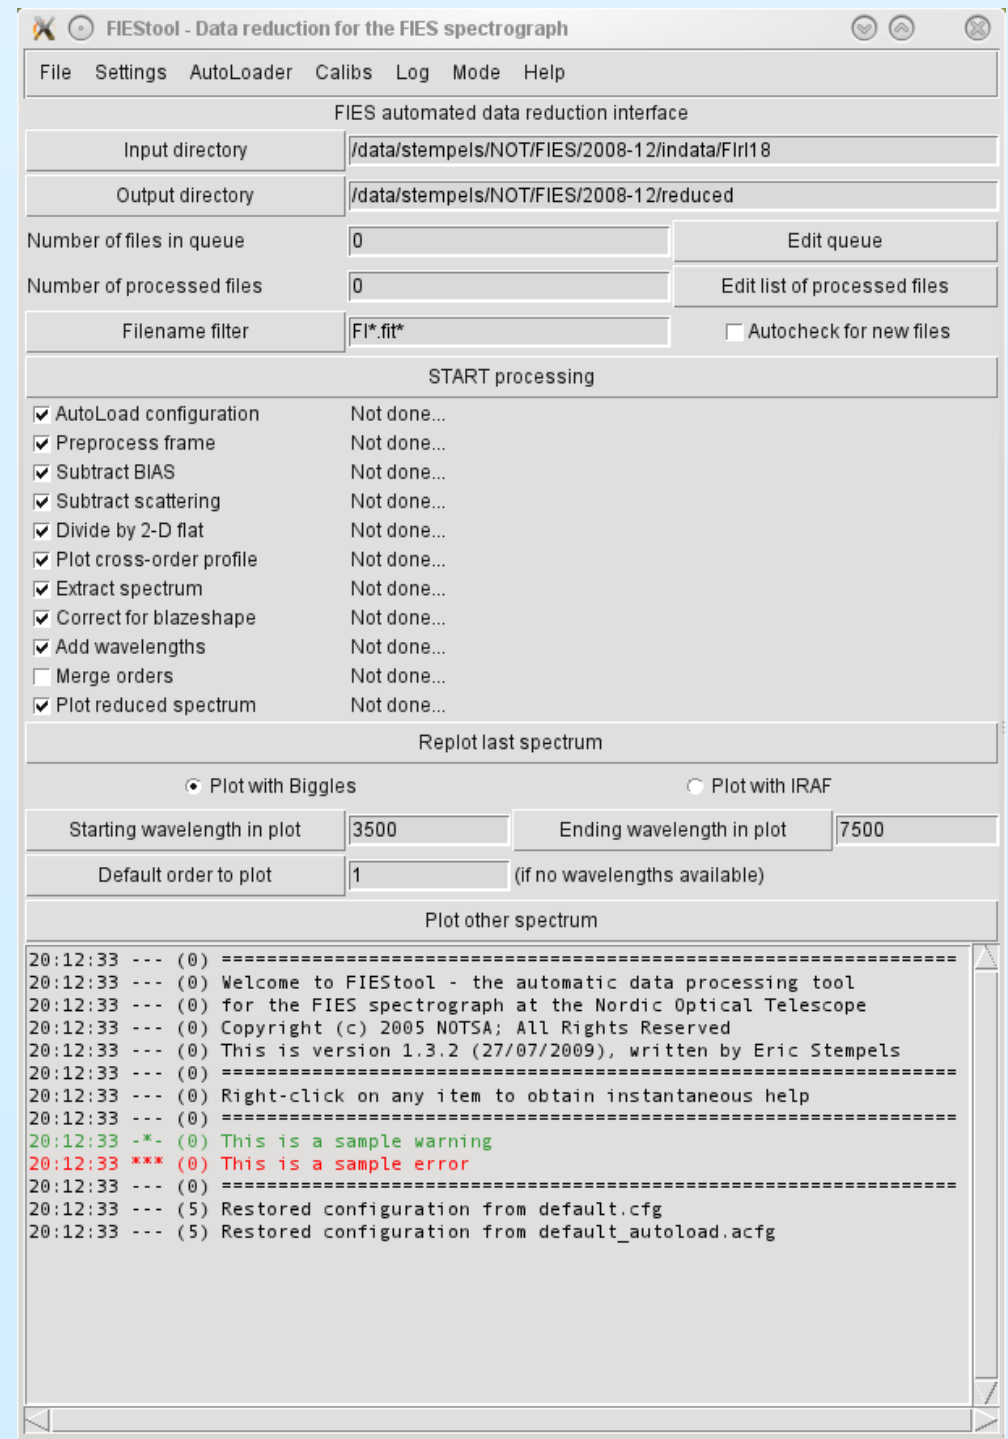 FIEStool - Data reduction for the FIES spectrograph
File Settings AutoLoader Calibs Log Mode Help
FIES automated data reduction interface
Input directory /data/stempels/NOT/FIES/2008-12/indata/FIrl18
Output directory /data/stempels/NOT/FIES/2008-12/reduced
Number of files in queue 0 Edit queue
Number of processed files 0 Edit list of processed files
Filename filter FI*.fit* Autocheck for new files
START processing
AutoLoad configuration Not done...
Preprocess frame Not done...
Subtract BIAS Not done...
Subtract scattering Not done...
Divide by 2-D flat Not done...
Plot cross-order profile Not done...
Extract spectrum Not done...
Correct for blazeshape Not done...
Add wavelengths Not done...
Merge orders Not done...
Plot reduced spectrum Not done...
Replot last spectrum
Plot with Biggles Plot with IRAF
Starting wavelength in plot 3500 Ending wavelength in plot 7500
Default order to plot 1 (if no wavelengths available)
Plot other spectrum
20:12:33 --- (0) =================================================================
20:12:33 --- (0) Welcome to FIEStool - the automatic data processing tool
20:12:33 --- (0) for the FIES spectrograph at the Nordic Optical Telescope
20:12:33 --- (0) Copyright (c) 2005 NOTSA; All Rights Reserved
20:12:33 --- (0) This is version 1.3.2 (27/07/2009), written by Eric Stempels
20:12:33 --- (0) =================================================================
20:12:33 --- (0) Right-click on any item to obtain instantaneous help
20:12:33 --- (0) =================================================================
20:12:33 -*- (0) This is a sample warning
20:12:33 *** (0) This is a sample error
20:12:33 --- (0) =================================================================
20:12:33 --- (5) Restored configuration from default.cfg
20:12:33 --- (5) Restored configuration from default_autoload.acfg